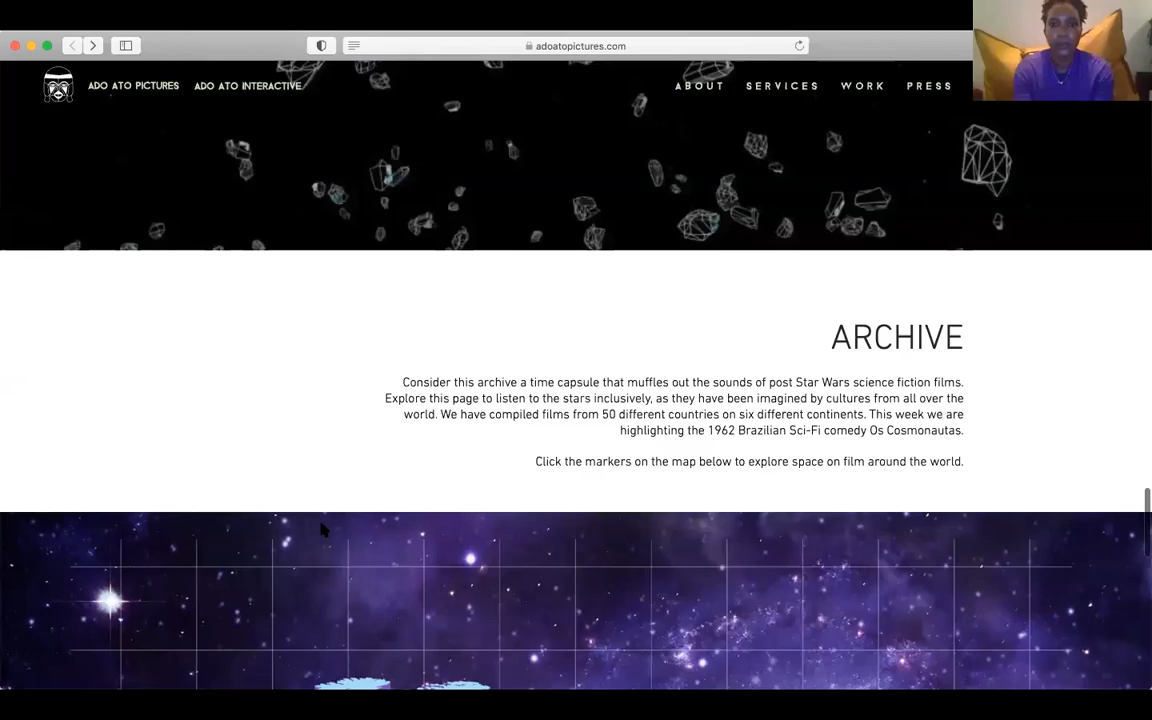 adoatopictures.com
ADO ATO PICTURES ADO ATO INTERACTIVE ABOUT SERVICES WORK PRESS
ARCHIVE
Consider this archive a time capsule that muffles out the sounds of post Star Wars science fiction films.
Explore this page to listen to the stars inclusively, as they have been imagined by cultures from all over the
world. We have compiled films from 50 different countries on six different continents. This week we are
highlighting the 1962 Brazilian Sci-Fi comedy Os Cosmonautas.
Click the markers on the map below to explore space on film around the world.